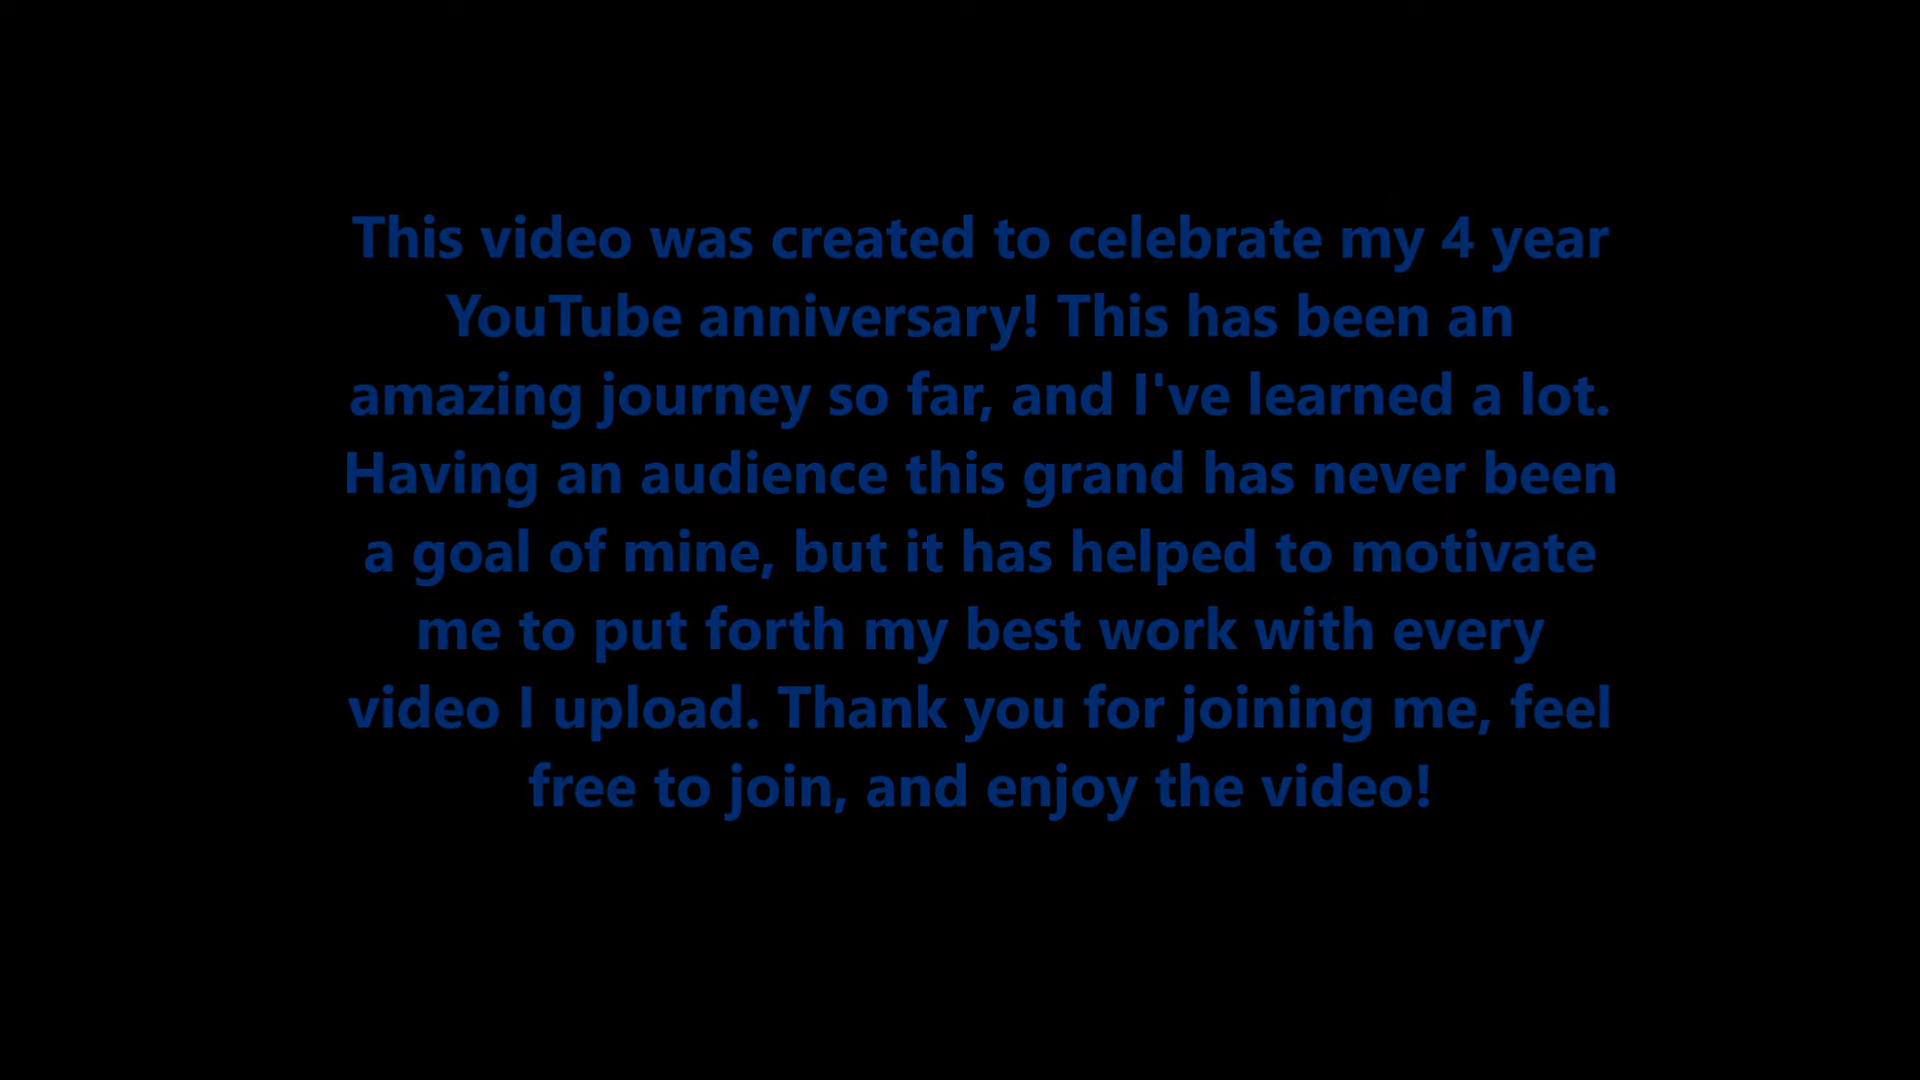 This video was created to celebrate my 4 year
YouTube anniversary! This has been an
amazing journey so far, and I've learned a lot.
Having an audience this grand has never been
a goal of mine, but it has helped to motivate
me to put forth my best work with every
video I upload. Thank you for joining me, feel
free to join, and enjoy the video!